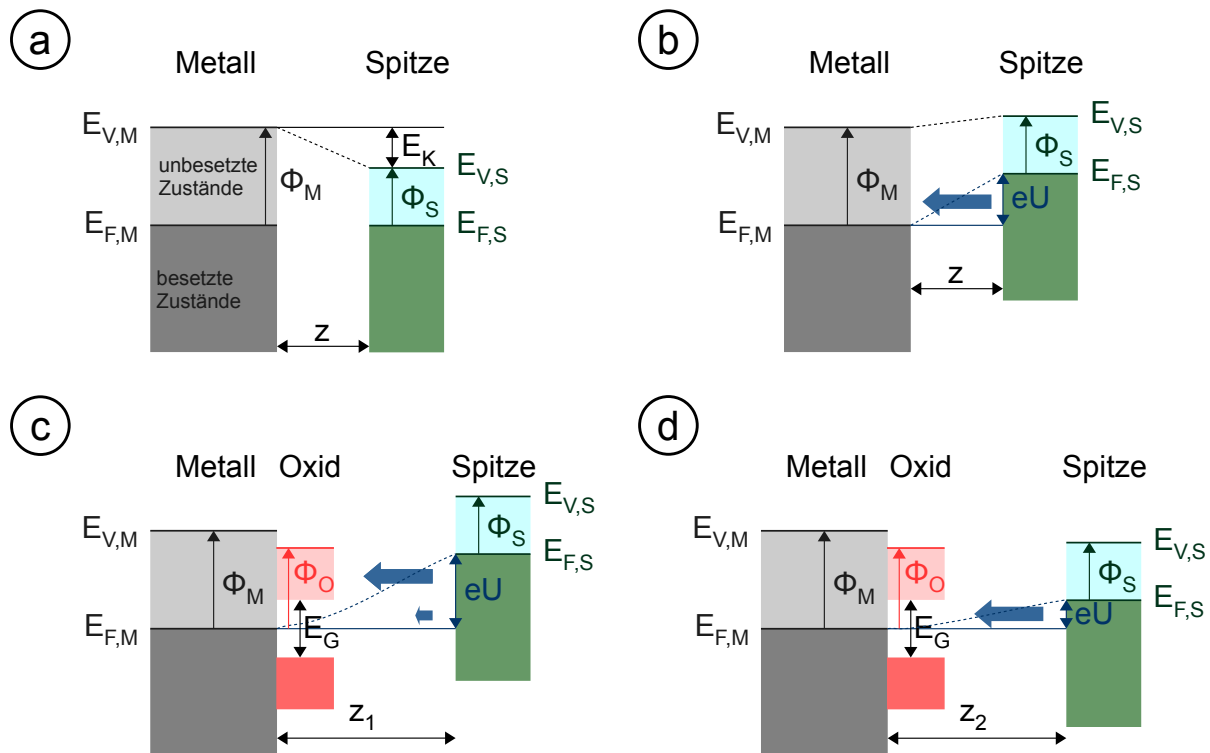 a
Metall Spitze
E_V,M
E_K
E_V,S
unbesetzte
Zustände
Φ_M
Φ_S
E_F,M
E_F,S
besetzte
Zustände
z
b
Metall Spitze
E_V,M
E_V,S
Φ_S
Φ_M
E_F,S
eU
E_F,M
z
c
Metall Oxid Spitze
E_V,S
E_V,M
Φ_S
Φ_M
Φ_O
E_F,S
eU
E_F,M
E_G
z_1
d
Metall Oxid Spitze
E_V,M
E_V,S
Φ_M
Φ_O
Φ_S
E_F,S
eU
E_F,M
E_G
z_2